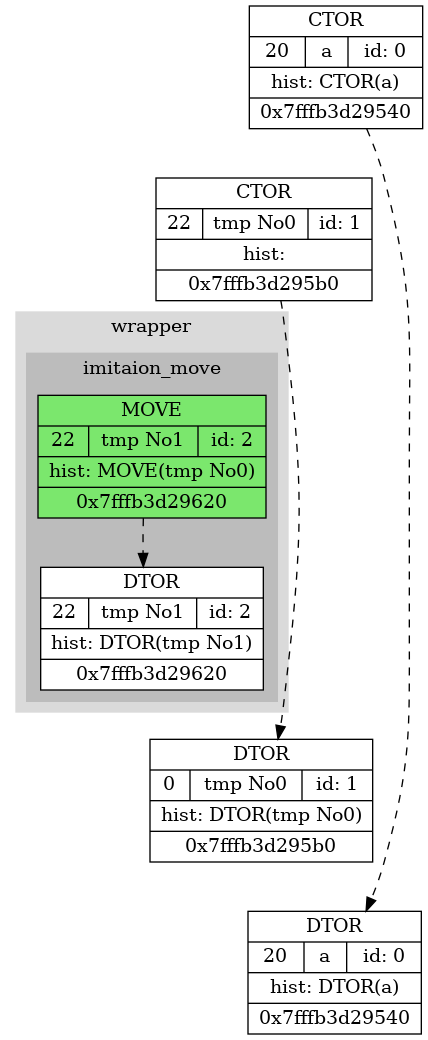 CTOR
20 a id: 0
hist: CTOR(a)
0x7fffb3d29540
CTOR
22 tmp No0 id: 1
hist:
0x7fffb3d295b0
wrapper
imitaion_move
MOVE
22 tmp No1 id: 2
hist: MOVE(tmp No0)
0x7fffb3d29620
DTOR
22 tmp No1 id: 2
hist: DTOR(tmp No1)
0x7fffb3d29620
DTOR
0 tmp No0 id: 1
hist: DTOR(tmp No0)
0x7fffb3d295b0
DTOR
20 a id: 0
hist: DTOR(a)
0x7fffb3d29540